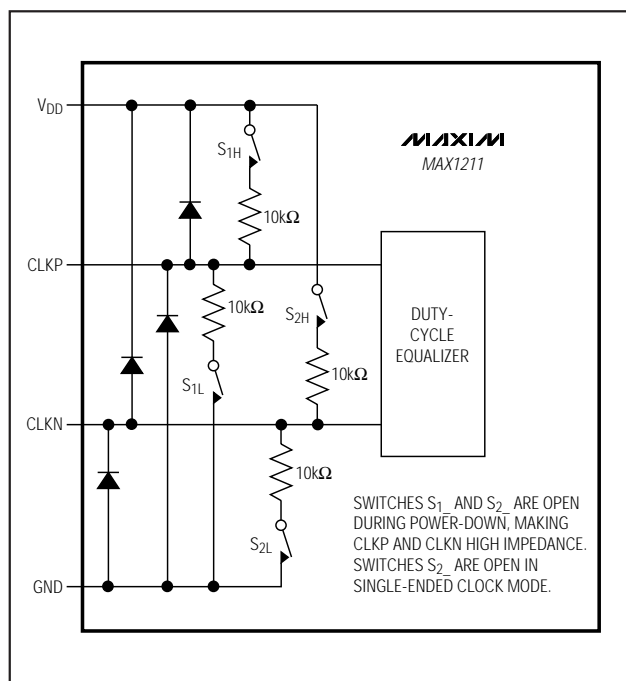 VDD
S1H
MAXIM
MAX1211
10kΩ
CLKP
10kΩ
S2H
DUTY-
CYCLE
EQUALIZER
S1L
10kΩ
CLKN
10kΩ
S2L
SWITCHES S1_ AND S2_ ARE OPEN
DURING POWER-DOWN, MAKING
CLKP AND CLKN HIGH IMPEDANCE.
SWITCHES S2_ ARE OPEN IN
SINGLE-ENDED CLOCK MODE.
GND